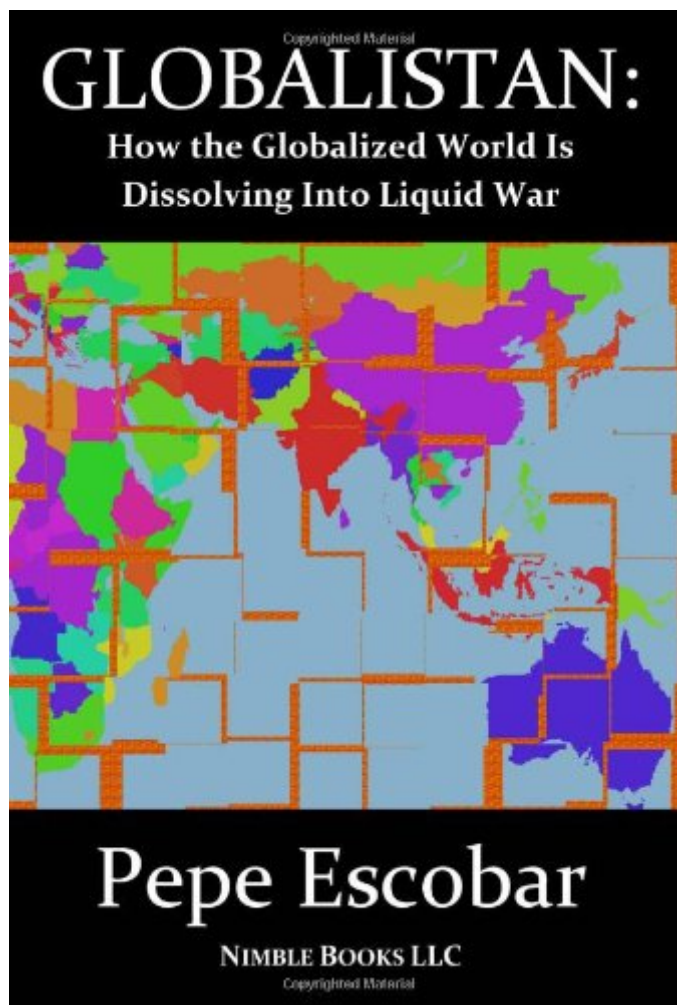 Copyrighted Material
GLOBALISTAN:
How the Globalized World Is
Dissolving Into Liquid War
Pepe Escobar
NIMBLE BOOKS LLC
Copyrighted Material